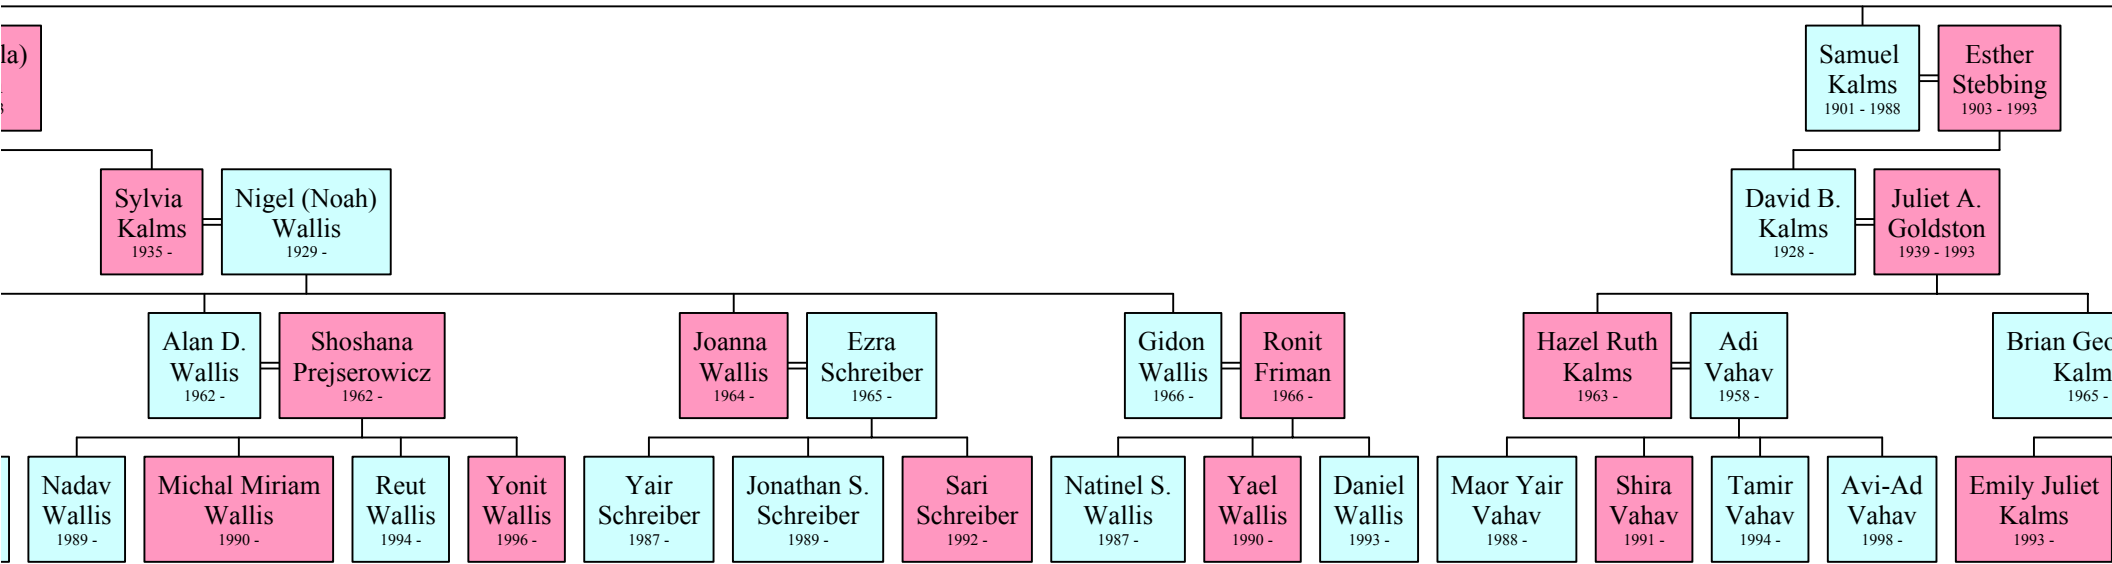 la)
Samuel
Kalms
1901 - 1988
Esther
Stebbing
1903 - 1993
Sylvia
Kalms
1935 -
Nigel (Noah)
Wallis
1929 -
David B.
Kalms
1928 -
Juliet A.
Goldston
1939 - 1993
Alan D.
Wallis
1962 -
Shoshana
Prejserowicz
1962 -
Joanna
Wallis
1964 -
Ezra
Schreiber
1965 -
Gidon
Wallis
1966 -
Ronit
Friman
1966 -
Hazel Ruth
Kalms
1963 -
Adi
Vahav
1958 -
Brian Geo
Kalm
1965 -
Nadav
Wallis
1989 -
Michal Miriam
Wallis
1990 -
Reut
Wallis
1994 -
Yonit
Wallis
1996 -
Yair
Schreiber
1987 -
Jonathan S.
Schreiber
1989 -
Sari
Schreiber
1992 -
Natinel S.
Wallis
1987 -
Yael
Wallis
1990 -
Daniel
Wallis
1993 -
Maor Yair
Vahav
1988 -
Shira
Vahav
1991 -
Tamir
Vahav
1994 -
Avi-Ad
Vahav
1998 -
Emily Juliet
Kalms
1993 -